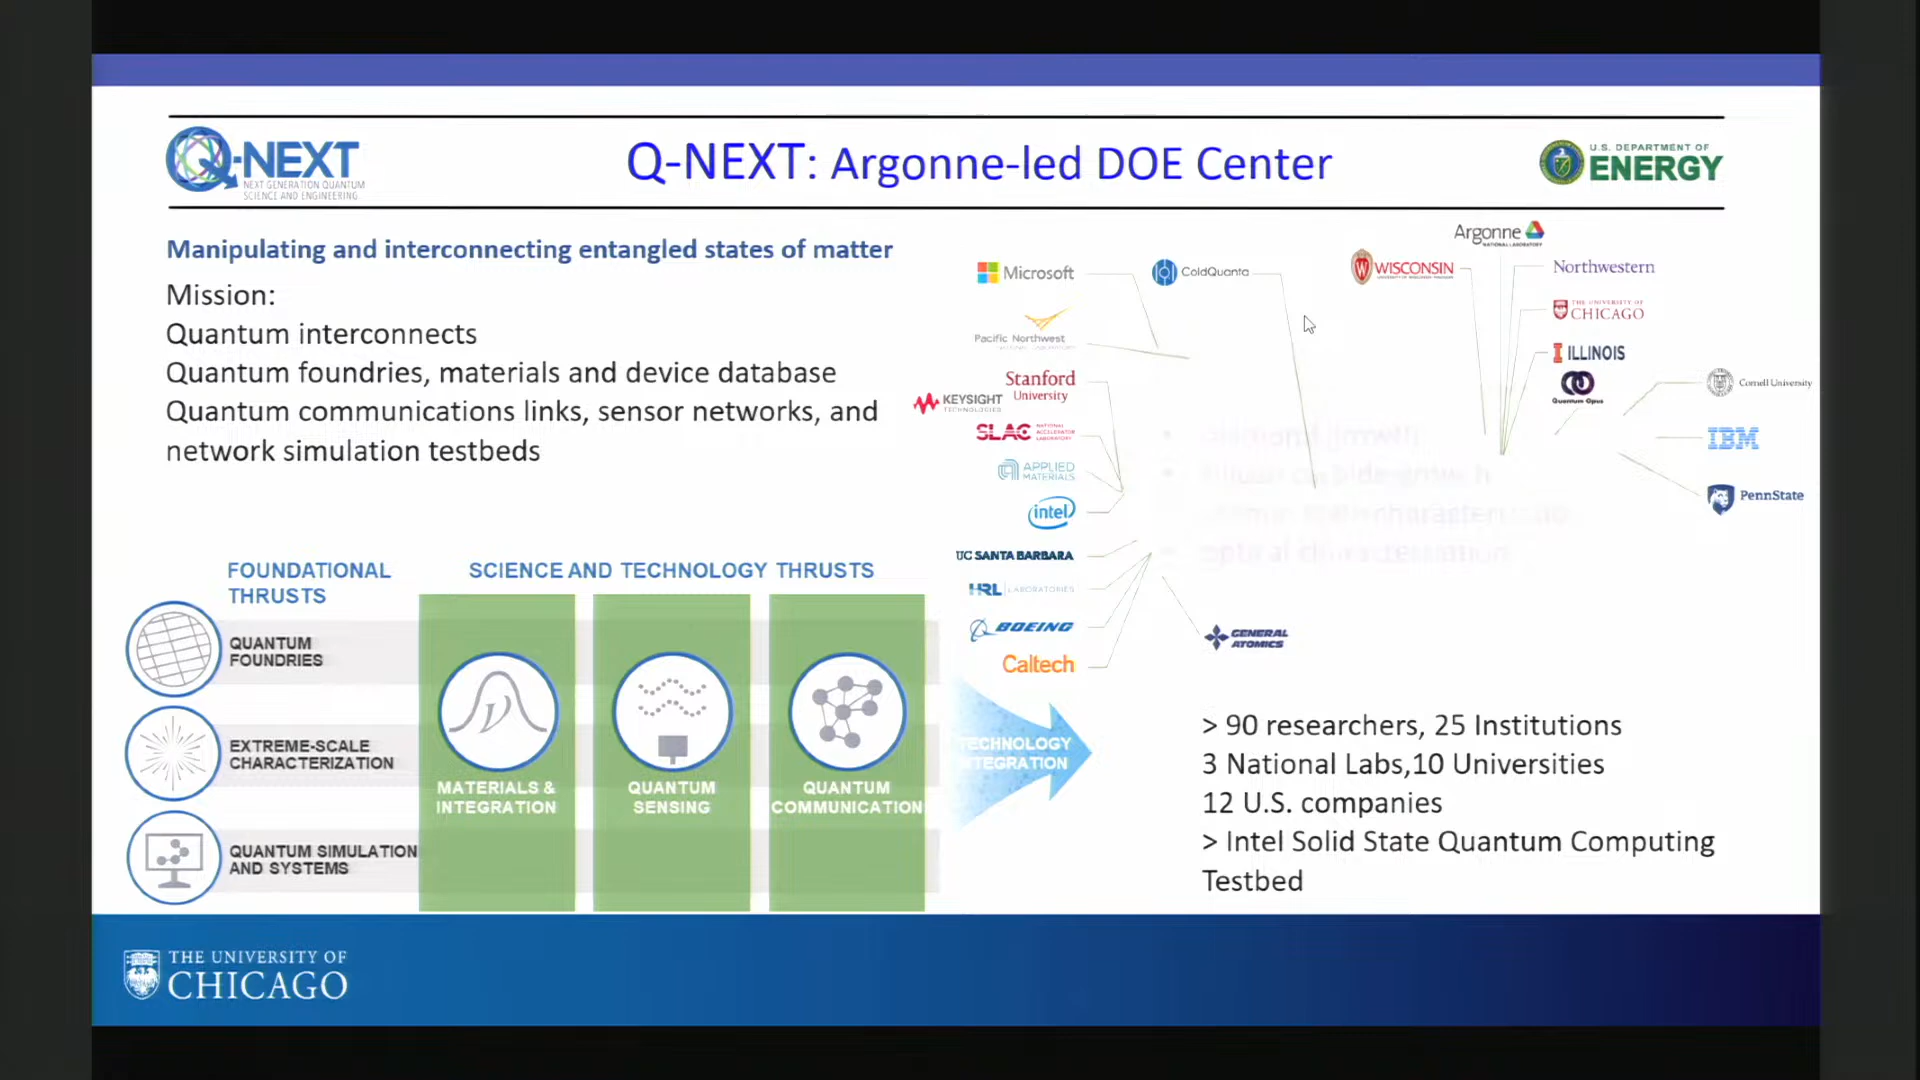 Q-NEXT
NEXT GENERATION QUANTUM
SCIENCE AND ENGINEERING
Q-NEXT: Argonne-led DOE Center
U.S. DEPARTMENT OF
ENERGY
Manipulating and interconnecting entangled states of matter
Mission:
Quantum interconnects
Quantum foundries, materials and device database
Quantum communications links, sensor networks, and
network simulation testbeds
Microsoft
Pacific Northwest
NATIONAL LABORATORY
Stanford
University
KEYSIGHT
TECHNOLOGIES
SLAC
NATIONAL
ACCELERATOR
LABORATORY
APPLIED
MATERIALS
intel
UC SANTA BARBARA
HRL LABORATORIES
BOEING
Caltech
ColdQuanta
GENERAL
ATOMICS
WISCONSIN
Argonne
NATIONAL LABORATORY
Northwestern
THE UNIVERSITY OF
CHICAGO
ILLINOIS
Quantum Opus
Cornell University
IBM
PennState
FOUNDATIONAL
THRUSTS
SCIENCE AND TECHNOLOGY THRUSTS
QUANTUM
FOUNDRIES
EXTREME-SCALE
CHARACTERIZATION
QUANTUM SIMULATION
AND SYSTEMS
MATERIALS &
INTEGRATION
QUANTUM
SENSING
QUANTUM
COMMUNICATION
TECHNOLOGY
INTEGRATION
> 90 researchers, 25 Institutions
3 National Labs,10 Universities
12 U.S. companies
> Intel Solid State Quantum Computing
Testbed
THE UNIVERSITY OF
CHICAGO